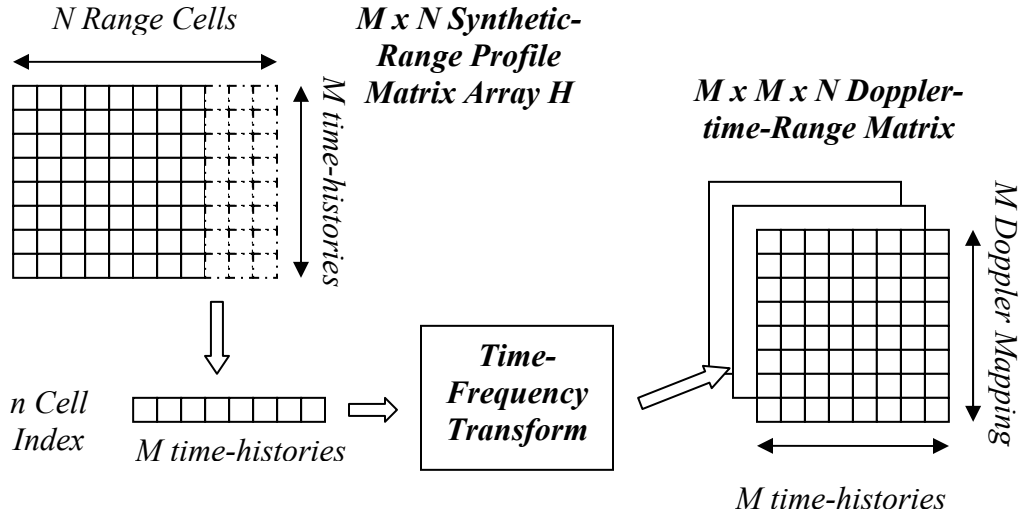 N Range Cells
M x N Synthetic-
Range Profile
Matrix Array H
M time-histories
M x M x N Doppler-
time-Range Matrix
M Doppler Mapping
n Cell
Index
M time-histories
Time-
Frequency
Transform
M time-histories